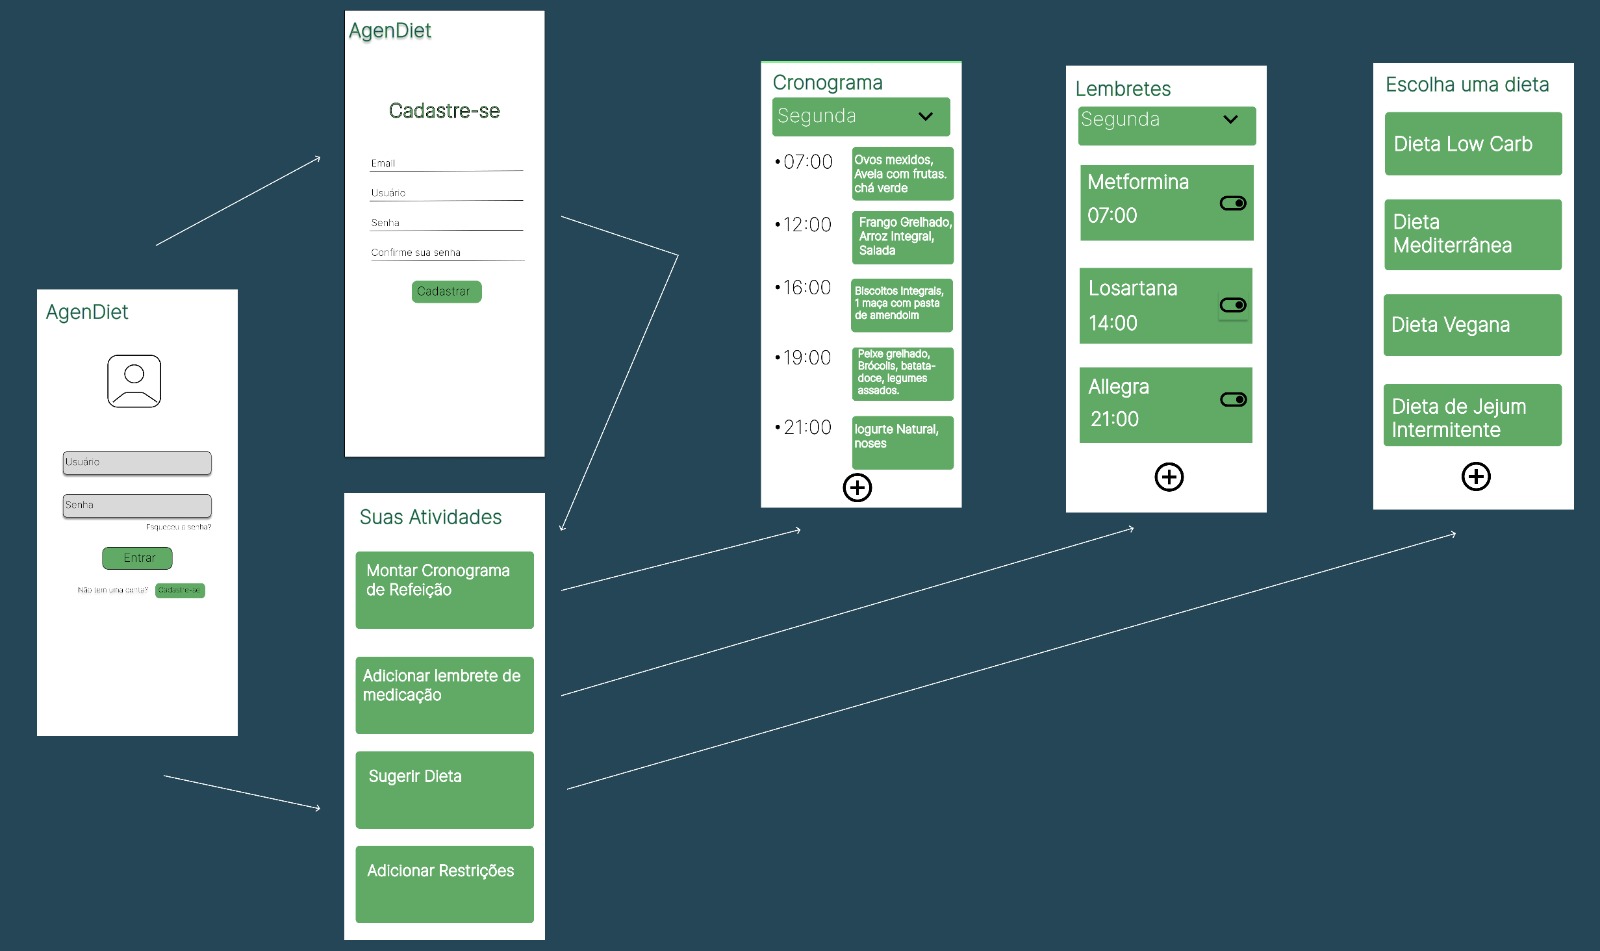 AgenDiet
Usuário
Senha
Esqueceu a senha?
Entrar
Não tem uma conta?
Cadastre-se
AgenDiet
Cadastre-se
Email
Usuário
Senha
Confirme sua senha
Cadastrar
Suas Atividades
Montar Cronograma
de Refeição
Adicionar lembrete de
medicação
Sugerir Dieta
Adicionar Restrições
Cronograma
Segunda
•07:00
Ovos mexidos,
Aveia com frutas.
chá verde
•12:00
Frango Grelhado,
Arroz Integral,
Salada
•16:00
Biscoitos Integrais,
1 maça com pasta
de amendoim
•19:00
Peixe grelhado,
Brócolis, batata-
doce, legumes
assados.
•21:00
Iogurte Natural,
noses
Lembretes
Segunda
Metformina
07:00
Losartana
14:00
Allegra
21:00
Escolha uma dieta
Dieta Low Carb
Dieta
Mediterrânea
Dieta Vegana
Dieta de Jejum
Intermitente